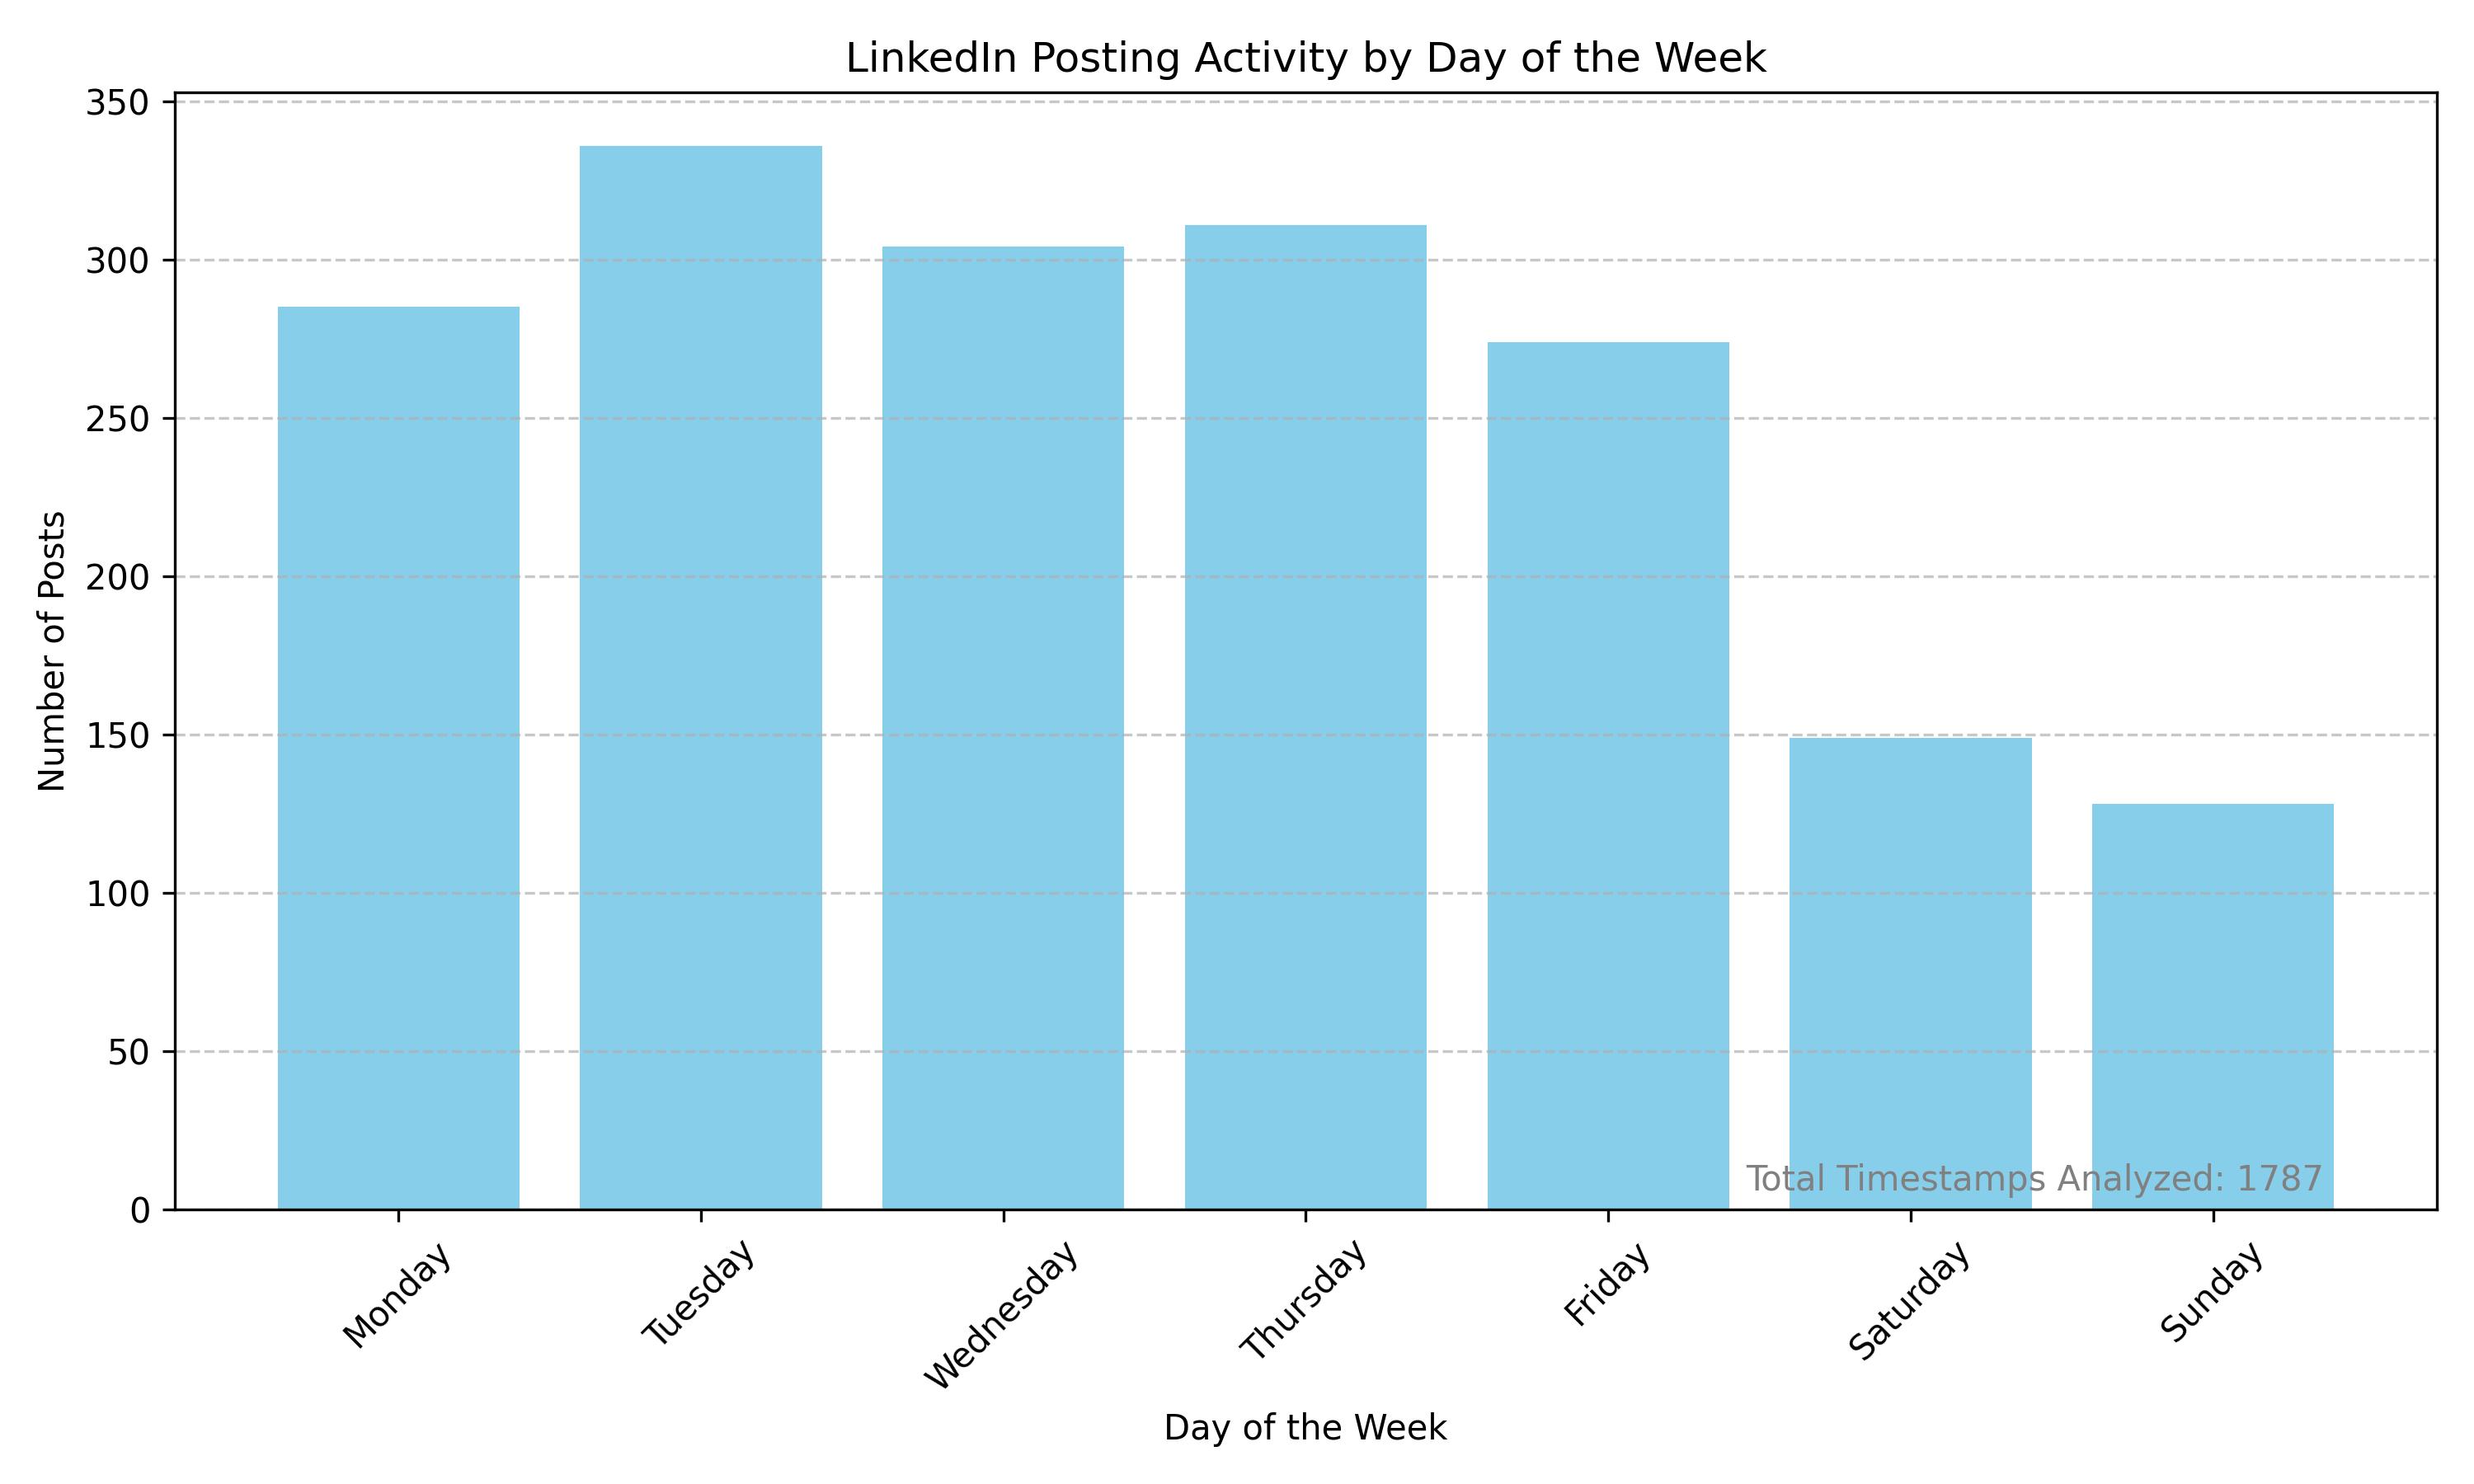 LinkedIn Posting Activity by Day of the Week
Number of Posts
350
300
250
200
150
100
50
0
Total Timestamps Analyzed: 1787
Monday
Tuesday
Wednesday
Thursday
Friday
Saturday
Sunday
Day of the Week